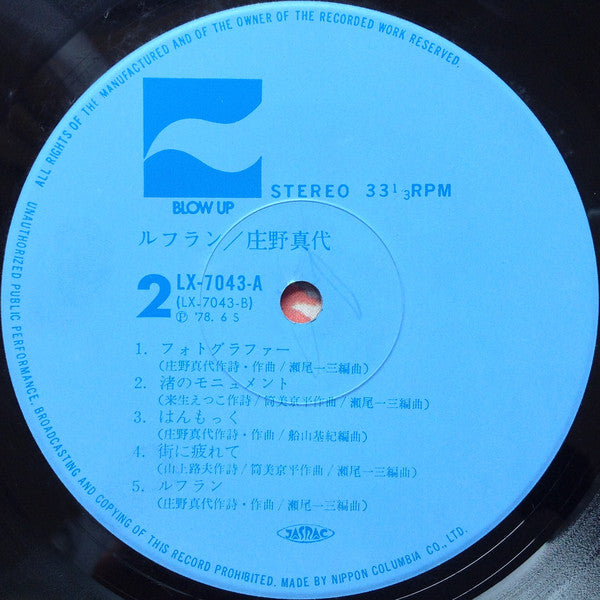 ALL RIGHTS OF THE MANUFACTURED AND OF THE OWNER OF THE RECORDED WORK RESERVED.
UNAUTHORIZED PUBLIC PERFORMANCE, BROADCASTING AND COPYING OF THIS RECORD PROHIBITED. MADE BY NIPPON COLUMBIA CO., LTD.
BLOW UP
STEREO 33 1/3 RPM
ルフラン/庄野真代
2 LX-7043-A
(LX-7043-B)
Ⓟ '78. 6 S
1. フォトグラファー
(庄野真代作詩・作曲/瀬尾一三編曲)
2. 渚のモニュメント
(来生えつこ作詩/筒美京平作曲/瀬尾一三編曲)
3. はんもっく
(庄野真代作詩・作曲/船山基紀編曲)
4. 街に疲れて
(山上路夫作詩/筒美京平作曲/瀬尾一三編曲)
5. ルフラン
(庄野真代作詩・作曲/瀬尾一三編曲)
JASRAC